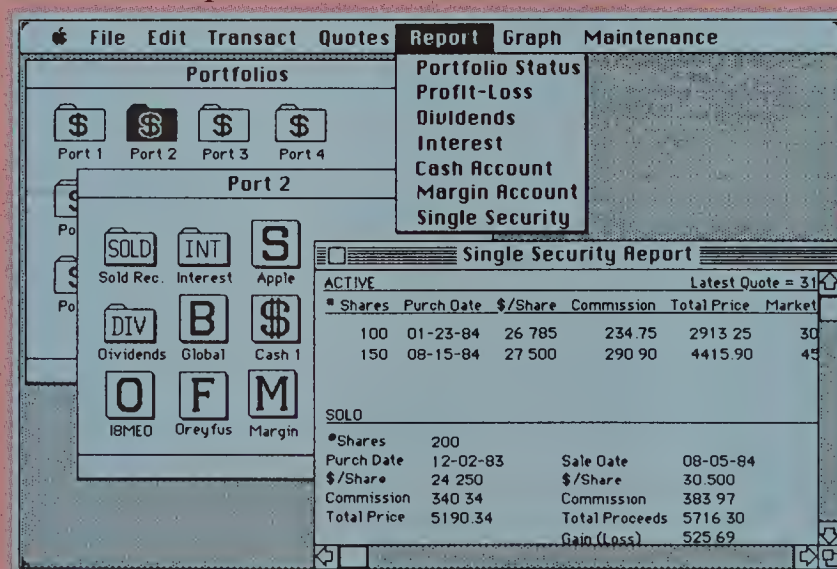 File Edit Transact Quotes Report Graph Maintenance
Portfolio Status
Profit-Loss
Dividends
Interest
Cash Account
Margin Account
Single Security
Portfolios
Port 1 Port 2 Port 3 Port 4
Po
Po
Port 2
SOLD INT S
Sold Rec. Interest Apple
DIV B $
Dividends Global Cash 1
O F M
IBMEO Dreyfus Margin
Single Security Report
ACTIVE Latest Quote = 31
* Shares Purch Date $/Share Commission Total Price Market
100 01-23-84 26 785 234.75 2913 25 30
150 08-15-84 27 500 290 90 4415.90 45
SOLD
*Shares 200
Purch Date 12-02-83 Sale Date 08-05-84
$/Share 24 250 $/Share 30.500
Commission 340 34 Commission 383 97
Total Price 5190.34 Total Proceeds 5716 30
Gain (Loss) 525 69